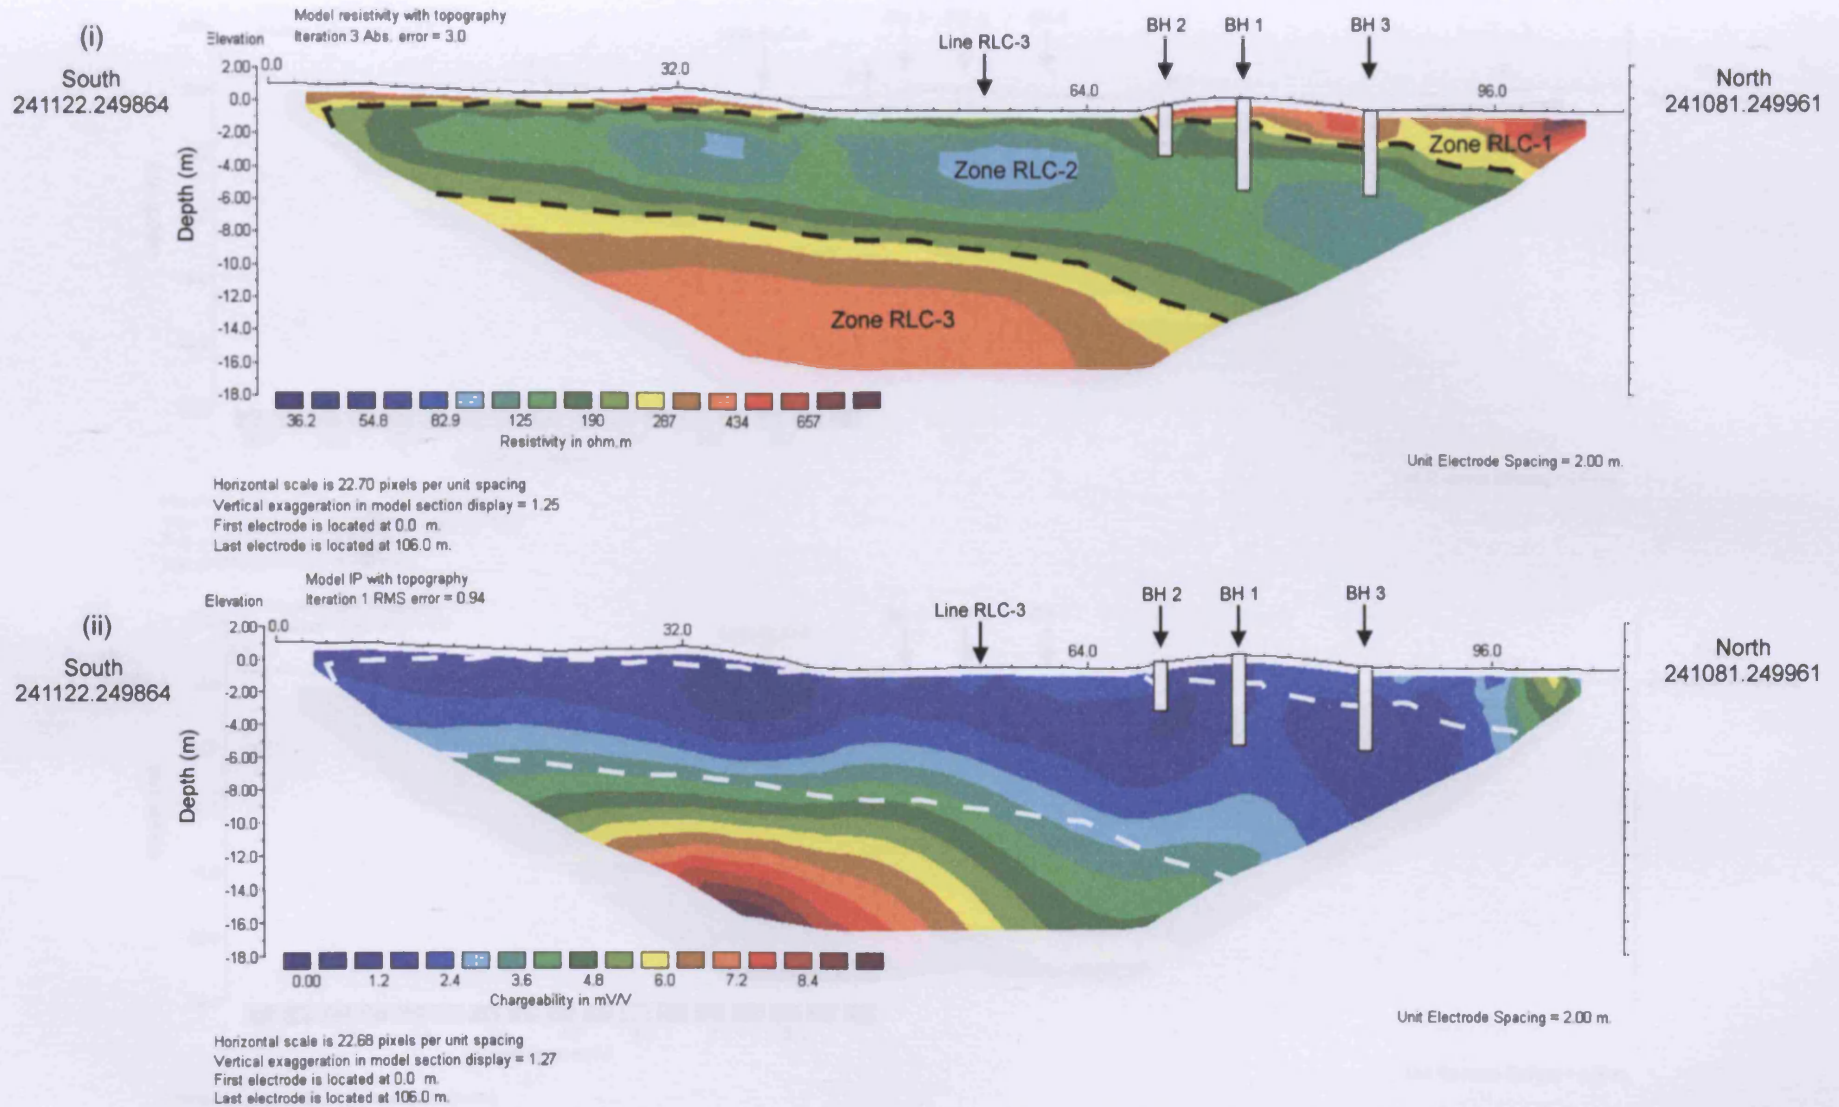 (i)
Model resistivity with topography
Elevation Iteration 3 Abs. error = 3.0
South
241122.249864
Line RLC-3
BH 2
BH 1
BH 3
North
241081.249961
0.0
32.0
64.0
96.0
2.00
0.0
-2.00
-4.00
-6.00
-8.00
-10.0
-12.0
-14.0
-16.0
-18.0
Depth (m)
Zone RLC-1
Zone RLC-2
Zone RLC-3
36.2 54.8 82.9 125 190 287 434 657
Resistivity in ohm.m
Unit Electrode Spacing = 2.00 m.
Horizontal scale is 22.70 pixels per unit spacing
Vertical exaggeration in model section display = 1.25
First electrode is located at 0.0 m.
Last electrode is located at 106.0 m.
(ii)
Model IP with topography
Elevation Iteration 1 RMS error = 0.94
South
241122.249864
Line RLC-3
BH 2
BH 1
BH 3
North
241081.249961
0.0
32.0
64.0
96.0
2.00
0.0
-2.00
-4.00
-6.00
-8.00
-10.0
-12.0
-14.0
-16.0
-18.0
Depth (m)
0.00 1.2 2.4 3.6 4.8 6.0 7.2 8.4
Chargeability in mV/V
Unit Electrode Spacing = 2.00 m.
Horizontal scale is 22.68 pixels per unit spacing
Vertical exaggeration in model section display = 1.27
First electrode is located at 0.0 m.
Last electrode is located at 106.0 m.